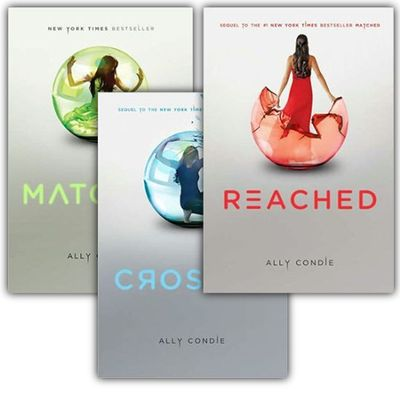 NEW YORK TIMES BESTSELLER
MATC
ALLY C
SEQUEL TO THE NEW YORK TIM
CROS
ALLY CONDIE
SEQUEL TO THE #1 NEW YORK TIMES BESTSELLER MATCHED
REACHED
ALLY CONDIE